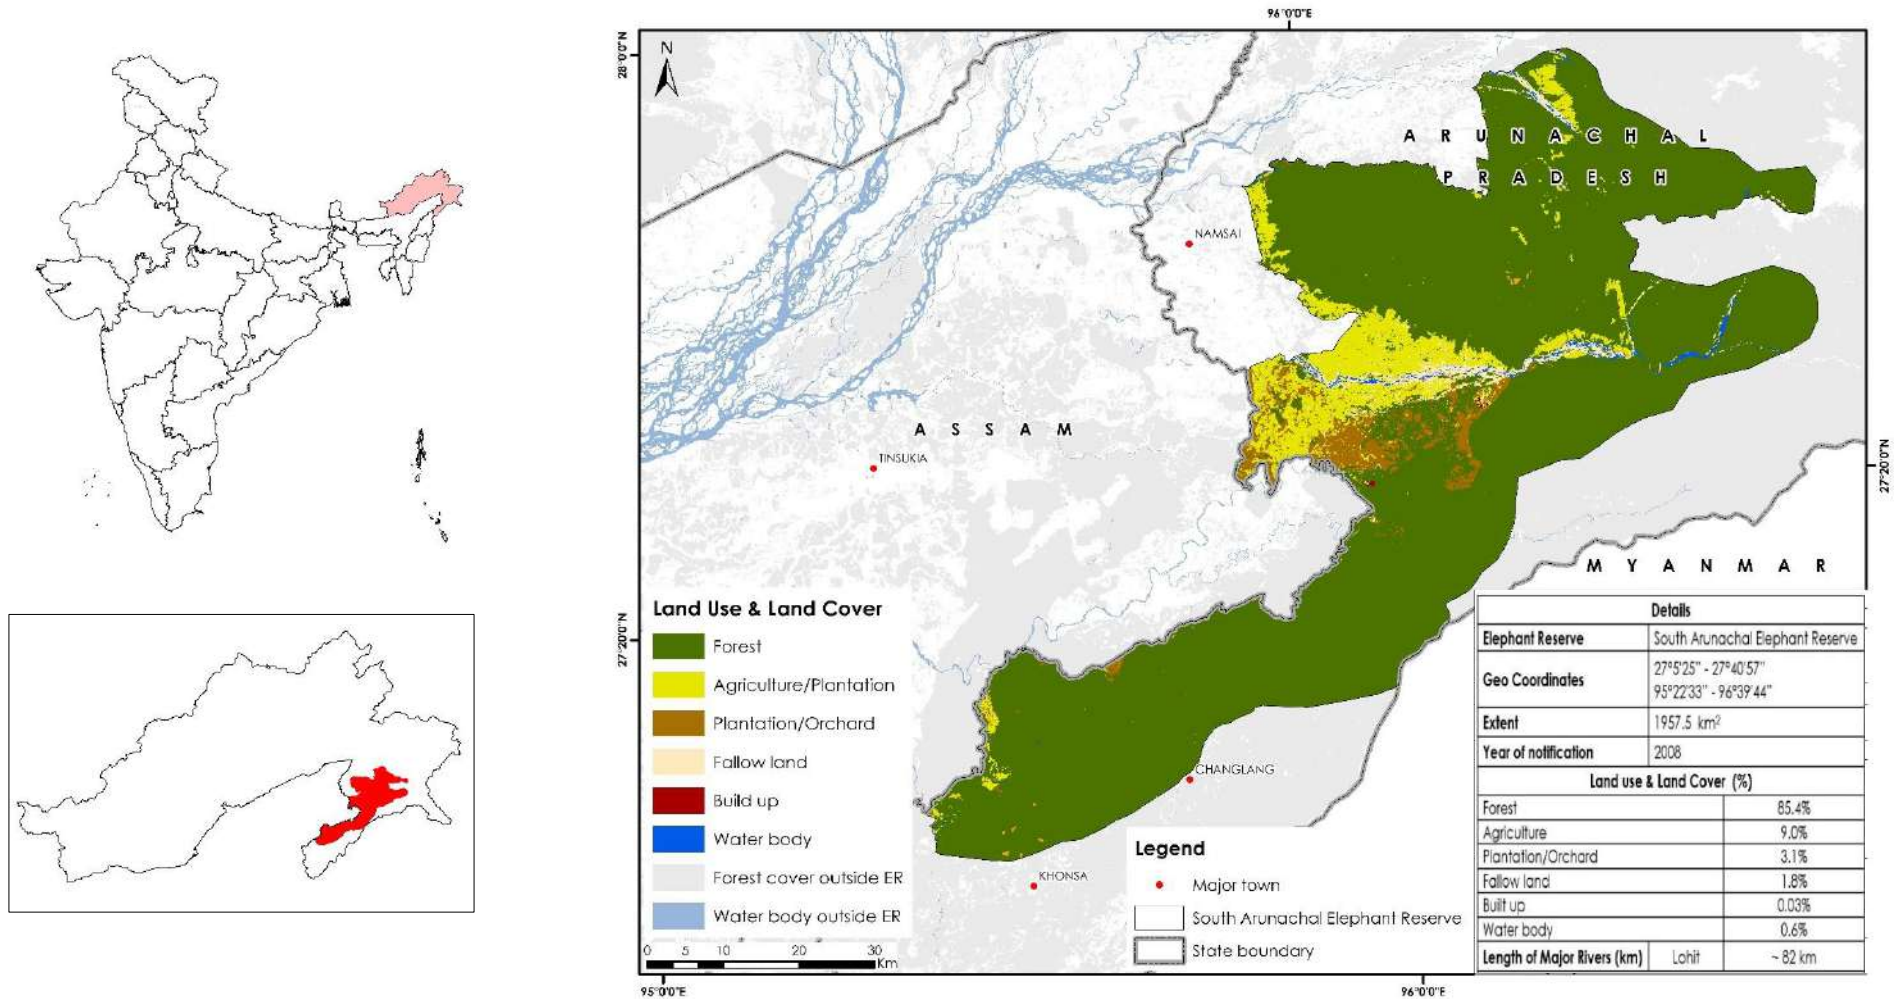 96°0'0"E
28°0'0"N
N
ARUNACHAL
PRADESH
NAMSAI
ASSAM
TINSUKIA
27°20'0"N
MYANMAR
Land Use & Land Cover
Forest
Agriculture/Plantation
Plantation/Orchard
Fallow land
Build up
Water body
Forest cover outside ER
Water body outside ER
0 5 10 20 30
Km
27°20'0"N
CHANGLANG
KHONSA
Legend
Major town
South Arunachal Elephant Reserve
State boundary
Details
Elephant Reserve South Arunachal Elephant Reserve
Geo Coordinates 27°5'25" - 27°40'57"
95°22'33" - 96°39'44"
Extent 1957.5 km²
Year of notification 2008
Land use & Land Cover (%)
Forest 85.4%
Agriculture 9.0%
Plantation/Orchard 3.1%
Fallow land 1.8%
Built up 0.03%
Water body 0.6%
Length of Major Rivers (km) Lohit ~ 82 km
95°0'0"E
96°0'0"E